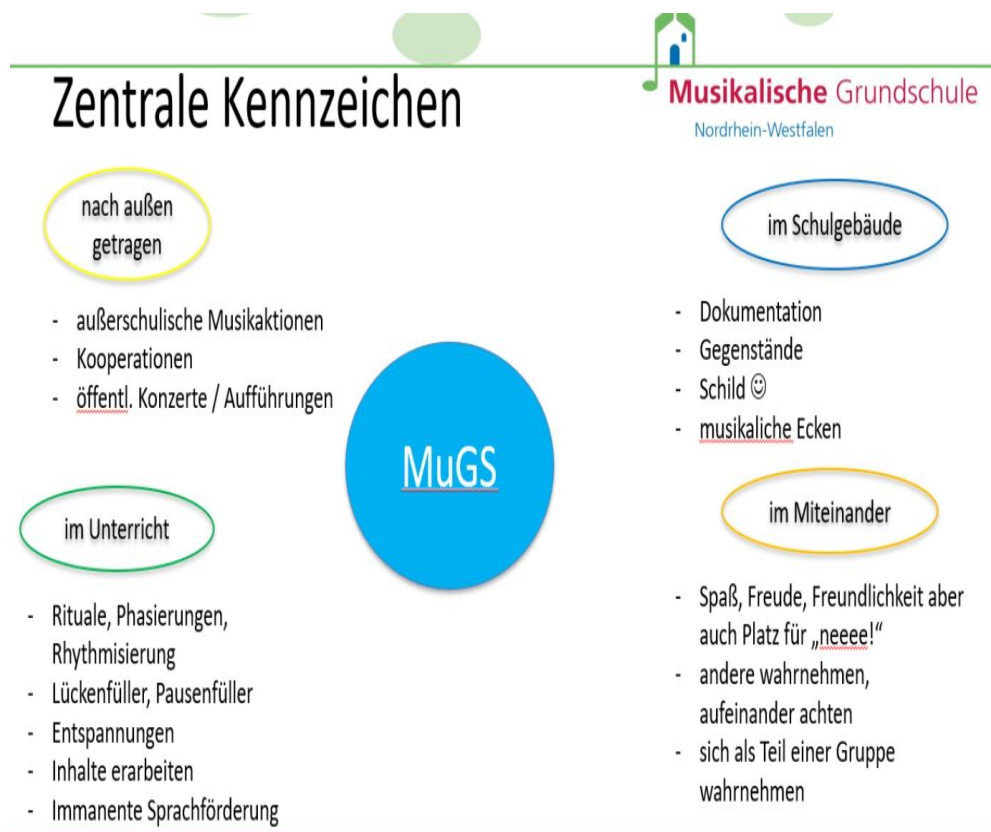 Zentrale Kennzeichen
Musikalische Grundschule
Nordrhein-Westfalen
nach außen
getragen
- außerschulische Musikaktionen
- Kooperationen
- öffentl. Konzerte / Aufführungen
im Schulgebäude
- Dokumentation
- Gegenstände
- Schild ☺
- musikaliche Ecken
MuGS
im Unterricht
- Rituale, Phasierungen,
Rhythmisierung
- Lückenfüller, Pausenfüller
- Entspannungen
- Inhalte erarbeiten
- Immanente Sprachförderung
im Miteinander
- Spaß, Freude, Freundlichkeit aber
auch Platz für „neeee!“
- andere wahrnehmen,
aufeinander achten
- sich als Teil einer Gruppe
wahrnehmen